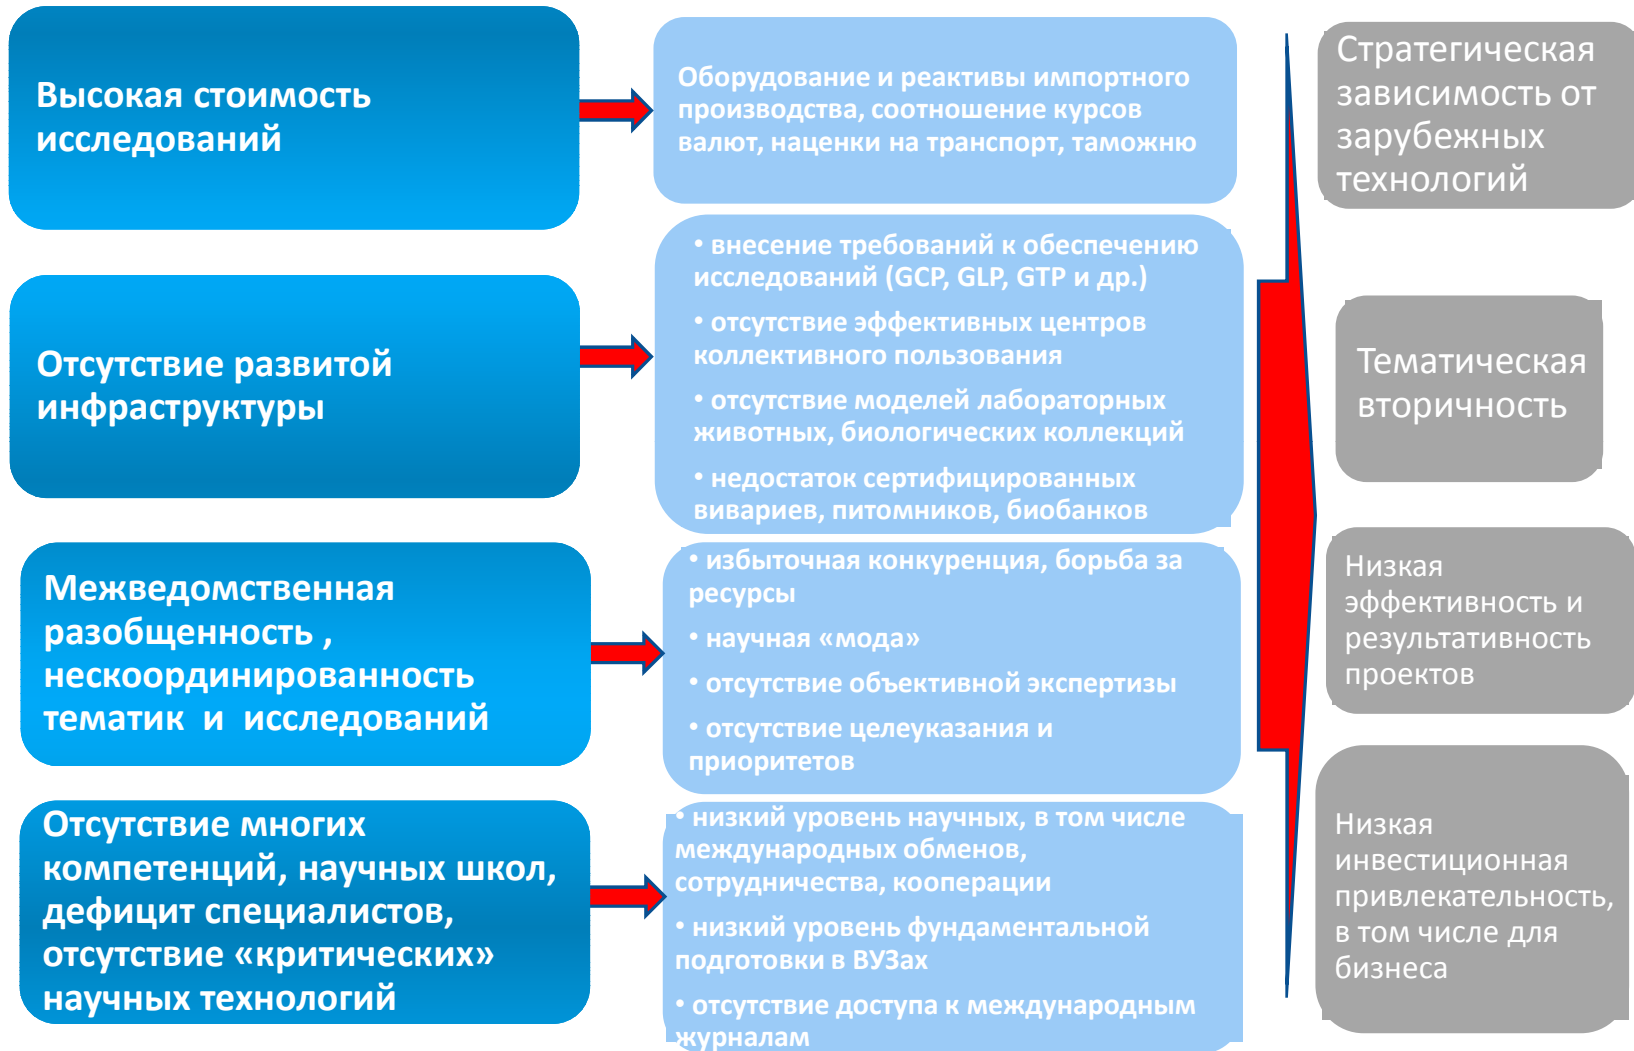 Высокая стоимость
исследований
Оборудование и реактивы импортного
производства, соотношение курсов
валют, наценки на транспорт, таможню
Отсутствие развитой
инфраструктуры
• внесение требований к обеспечению
исследований (GCP, GLP, GTP и др.)
• отсутствие эффективных центров
коллективного пользования
• отсутствие моделей лабораторных
животных, биологических коллекций
• недостаток сертифицированных
вивариев, питомников, биобанков
Межведомственная
разобщенность ,
нескоординированность
тематик и исследований
• избыточная конкуренция, борьба за
ресурсы
• научная «мода»
• отсутствие объективной экспертизы
• отсутствие целеуказания и
приоритетов
Отсутствие многих
компетенций, научных школ,
дефицит специалистов,
отсутствие «критических»
научных технологий
• низкий уровень научных, в том числе
международных обменов,
сотрудничества, кооперации
• низкий уровень фундаментальной
подготовки в ВУЗах
• отсутствие доступа к международным
журналам
Стратегическая
зависимость от
зарубежных
технологий
Тематическая
вторичность
Низкая
эффективность и
результативность
проектов
Низкая
инвестиционная
привлекательность,
в том числе для
бизнеса